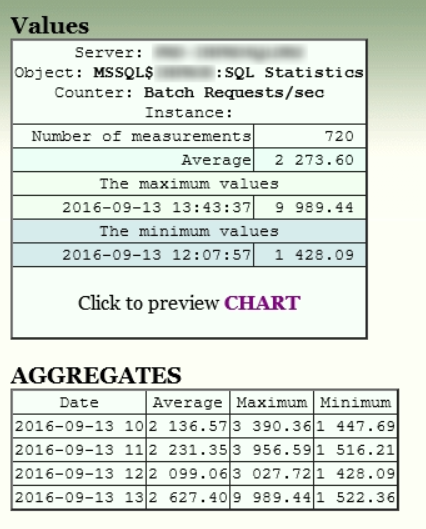 Values
Server:
Object: MSSQL$ :SQL Statistics
Counter: Batch Requests/sec
Instance:
Number of measurements 720
Average 2 273.60
The maximum values
2016-09-13 13:43:37 9 989.44
The minimum values
2016-09-13 12:07:57 1 428.09
Click to preview CHART
AGGREGATES
Date Average Maximum Minimum
2016-09-13 10 2 136.57 3 390.36 1 447.69
2016-09-13 11 2 231.35 3 956.59 1 516.21
2016-09-13 12 2 099.06 3 027.72 1 428.09
2016-09-13 13 2 627.40 9 989.44 1 522.36